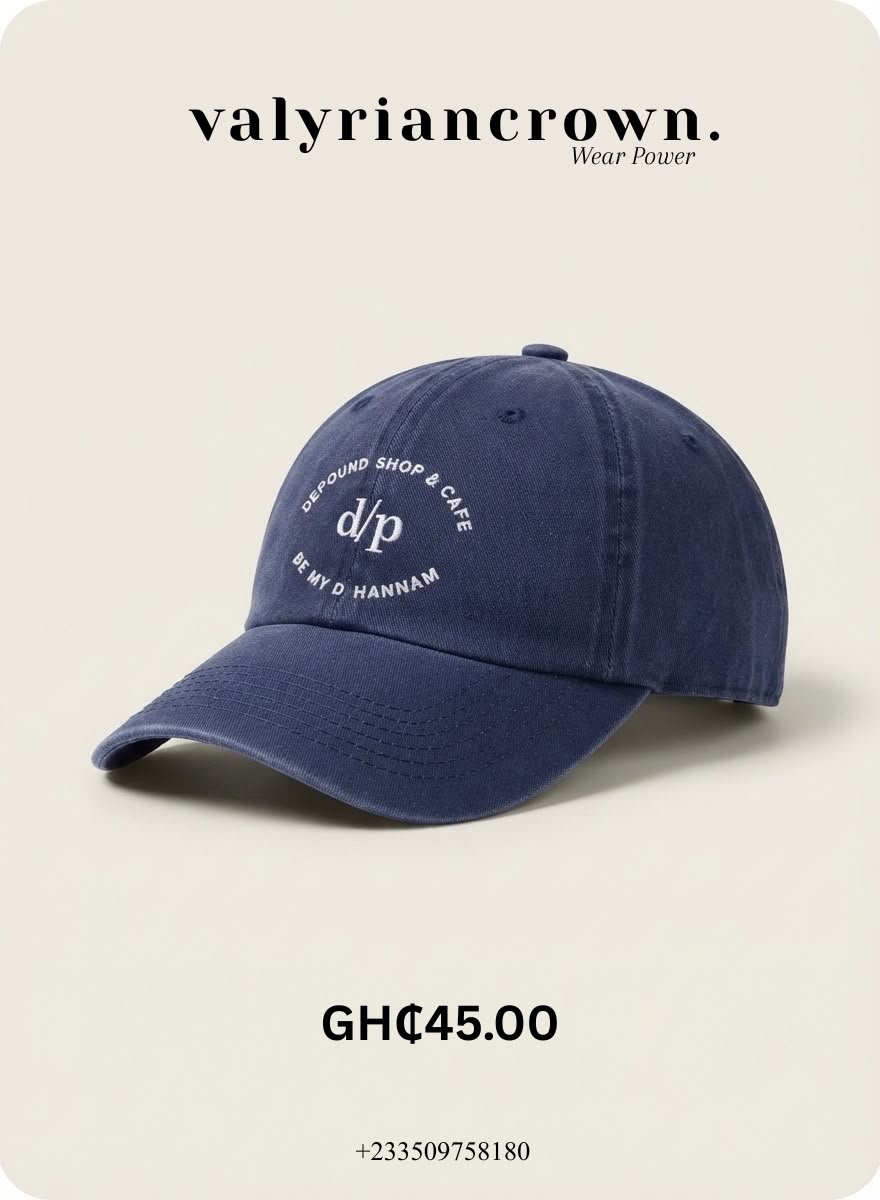 valyriancrown.
Wear Power
DEPOUND SHOP & CAFE
d/p
BE MY D HANNAM
GH₵45.00
+233509758180